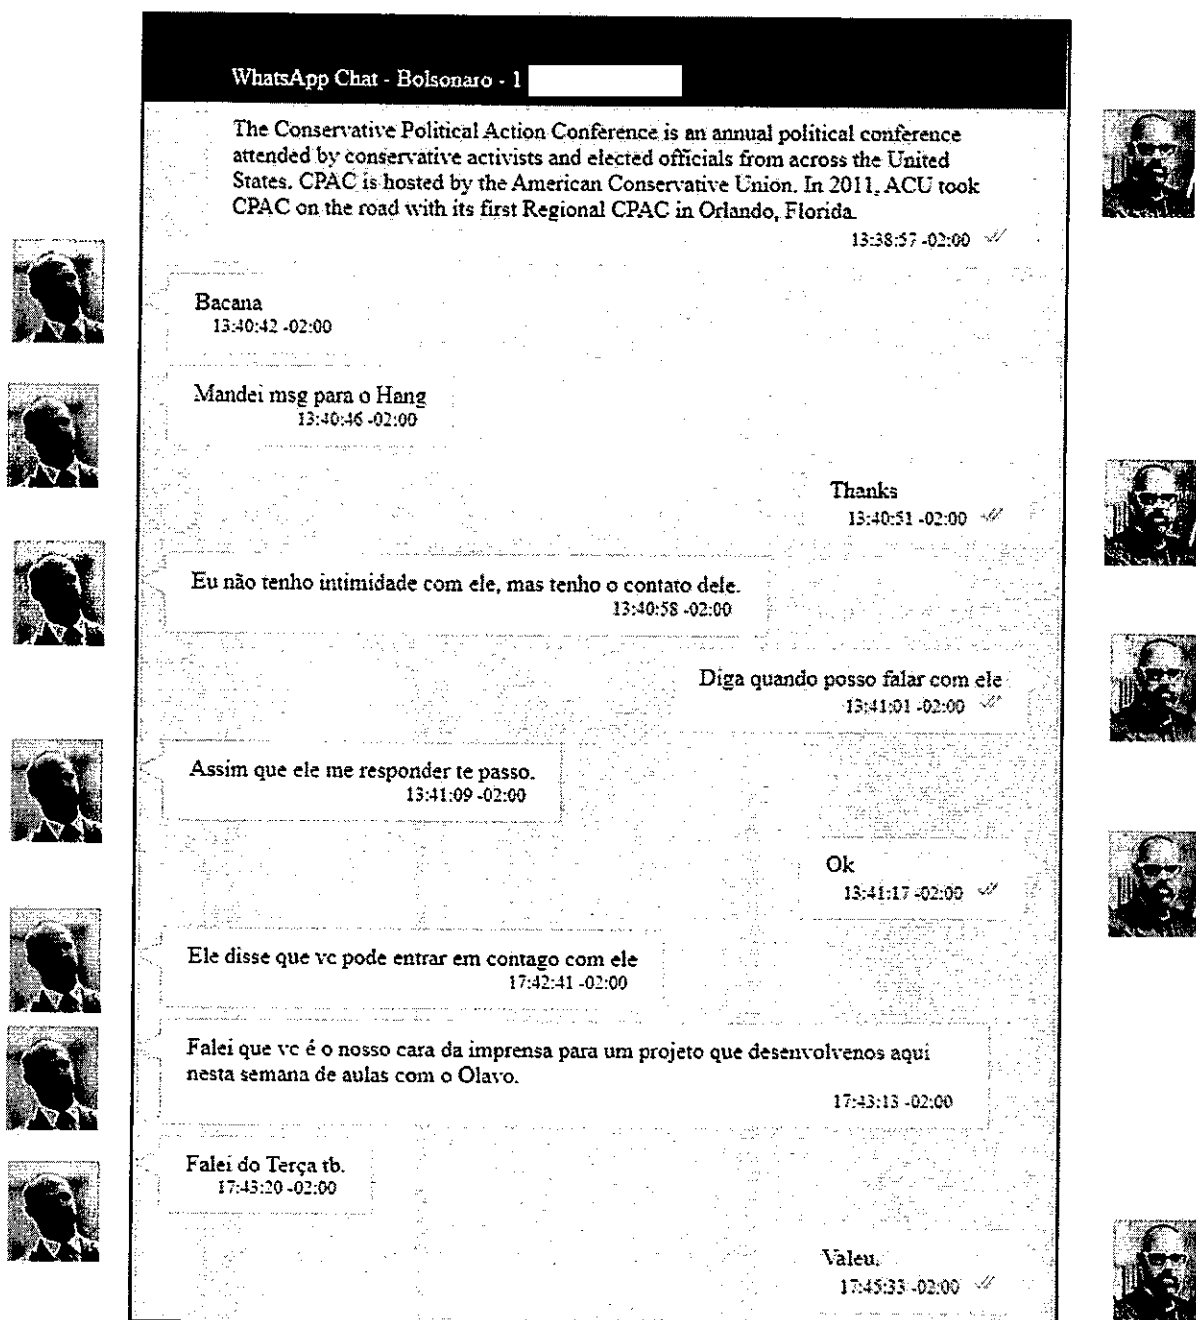 WhatsApp Chat - Bolsonaro - 1
The Conservative Political Action Conference is an annual political conference
attended by conservative activists and elected officials from across the United
States. CPAC is hosted by the American Conservative Union. In 2011, ACU took
CPAC on the road with its first Regional CPAC in Orlando, Florida.
13:38:57 -02:00
Bacana
13:40:42 -02:00
Mandei msg para o Hang
13:40:46 -02:00
Thanks
13:40:51 -02:00
Eu não tenho intimidade com ele, mas tenho o contato dele.
13:40:58 -02:00
Diga quando posso falar com ele
13:41:01 -02:00
Assim que ele me responder te passo.
13:41:09 -02:00
Ok
13:41:17 -02:00
Ele disse que vc pode entrar em contago com ele
17:42:41 -02:00
Falei que vc é o nosso cara da imprensa para um projeto que desenvolvenos aqui
nesta semana de aulas com o Olavo.
17:43:13 -02:00
Falei do Terça tb.
17:43:20 -02:00
Valeu.
17:45:33 -02:00